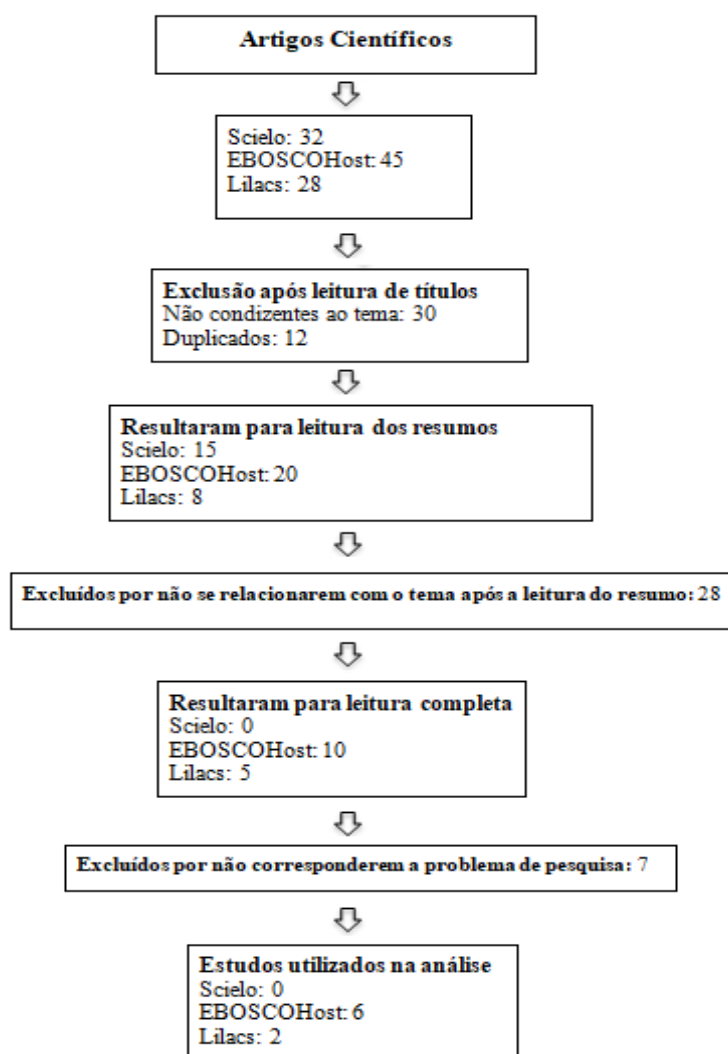 Artigos Científicos
Scielo: 32
EBOSCOHost: 45
Lilacs: 28
Exclusão após leitura de títulos
Não condizentes ao tema: 30
Duplicados: 12
Resultaram para leitura dos resumos
Scielo: 15
EBOSCOHost: 20
Lilacs: 8
Excluídos por não se relacionarem com o tema após a leitura do resumo: 28
Resultaram para leitura completa
Scielo: 0
EBOSCOHost: 10
Lilacs: 5
Excluídos por não corresponderem a problema de pesquisa: 7
Estudos utilizados na análise
Scielo: 0
EBOSCOHost: 6
Lilacs: 2